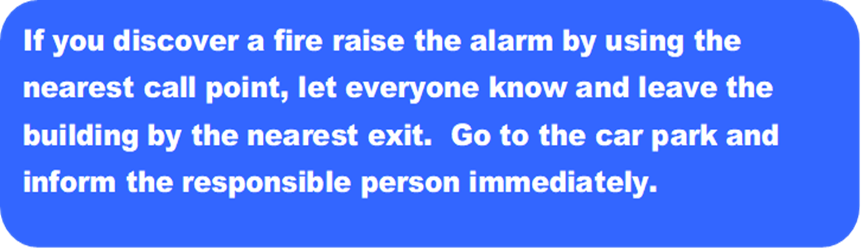 If you discover a fire raise the alarm by using the
nearest call point, let everyone know and leave the
building by the nearest exit.  Go to the car park and
inform the responsible person immediately.